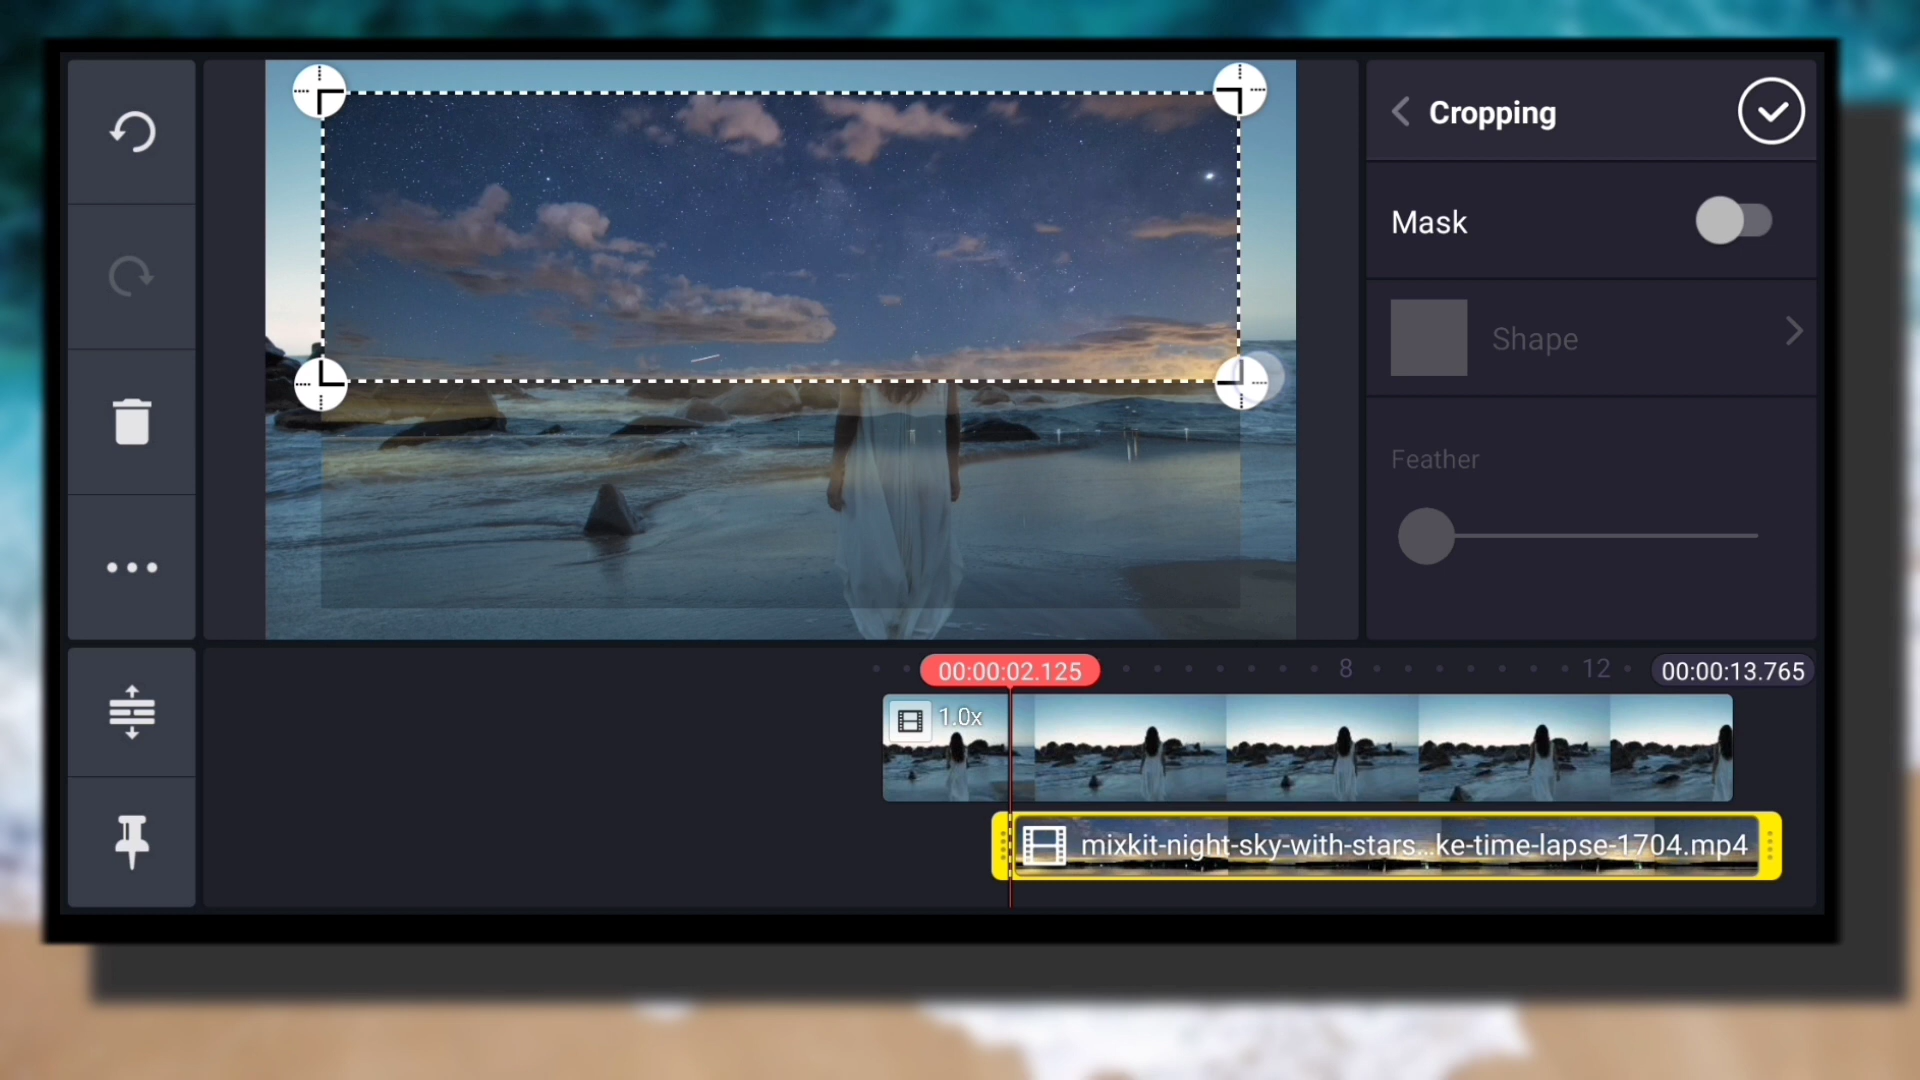 Cropping
Mask
Shape
Feather
00:00:02.125
8
12
00:00:13.765
1.0x
mixkit-night-sky-with-stars...ke-time-lapse-1704.mp4